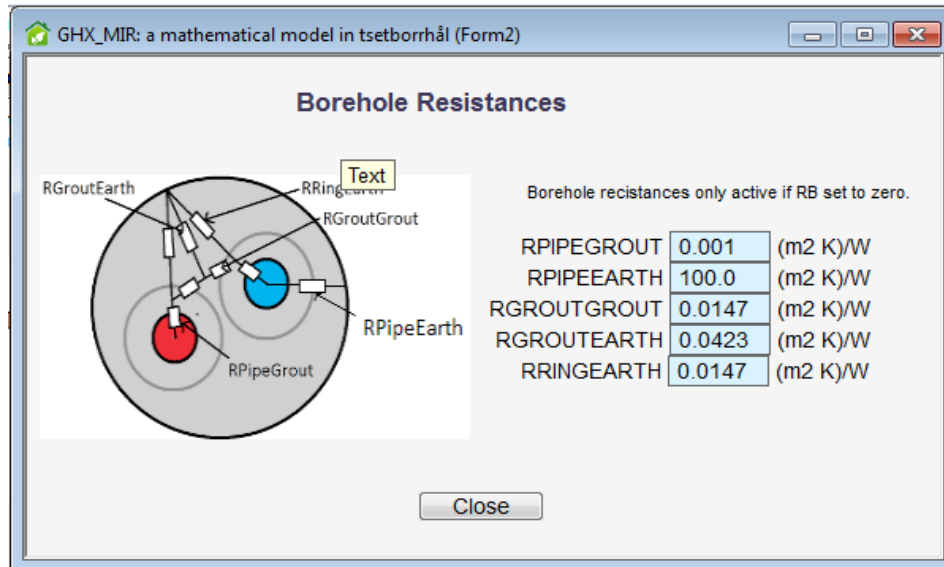 GHX_MIR: a mathematical model in tsetborrhål (Form2)
Borehole Resistances
Text
RGroutEarth
RRingEarth
RGroutGrout
RPipeEarth
RPipeGrout
Borehole recistances only active if RB set to zero.
RPIPEGROUT 0.001 (m2 K)/W
RPIPEEARTH 100.0 (m2 K)/W
RGROUTGROUT 0.0147 (m2 K)/W
RGROUTEARTH 0.0423 (m2 K)/W
RRINGEARTH 0.0147 (m2 K)/W
Close